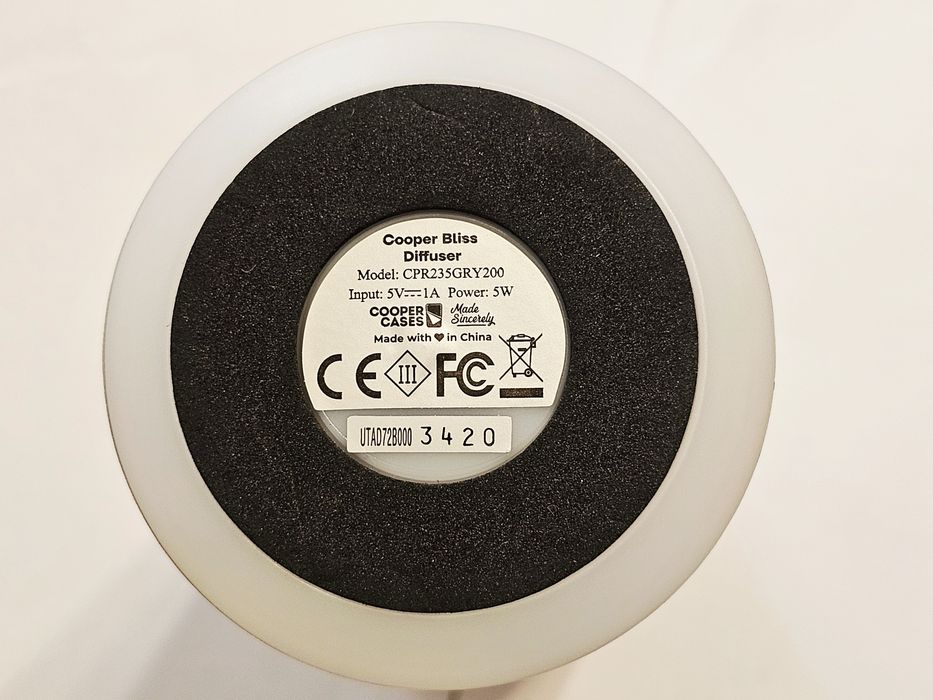 Cooper Bliss
Diffuser
Model: CPR235GRY200
Input: 5V⎓1A Power: 5W
COOPER CASES Made Sincerely
Made with ♥ in China
CE III FC
UTAD72B000 3420